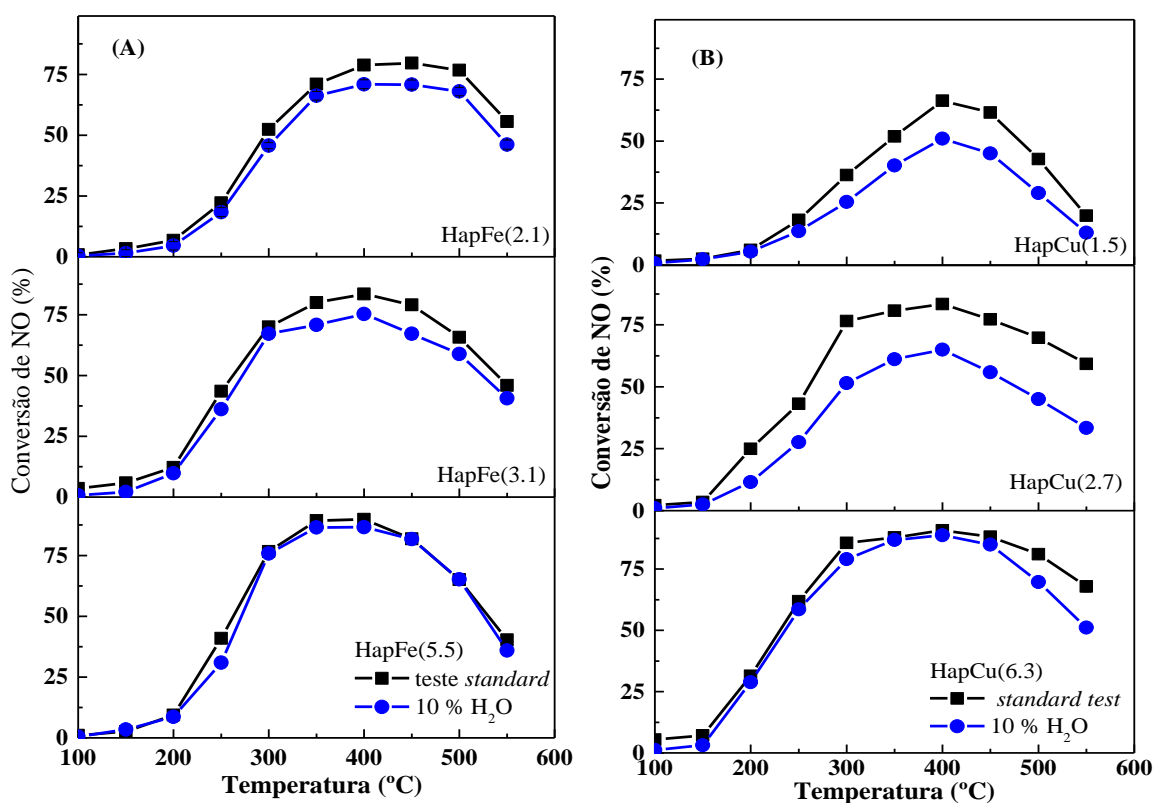 (A)
Conversão de NO (%)
75
50
25
0
HapFe(2.1)
75
50
25
0
HapFe(3.1)
75
50
25
0
HapFe(5.5)
teste standard
10 % H₂O
100 200 300 400 500 600
Temperatura (ºC)
(B)
Conversão de NO (%)
75
50
25
0
HapCu(1.5)
75
50
25
0
HapCu(2.7)
75
50
25
0
HapCu(6.3)
standard test
10 % H₂O
100 200 300 400 500 600
Temperatura (ºC)